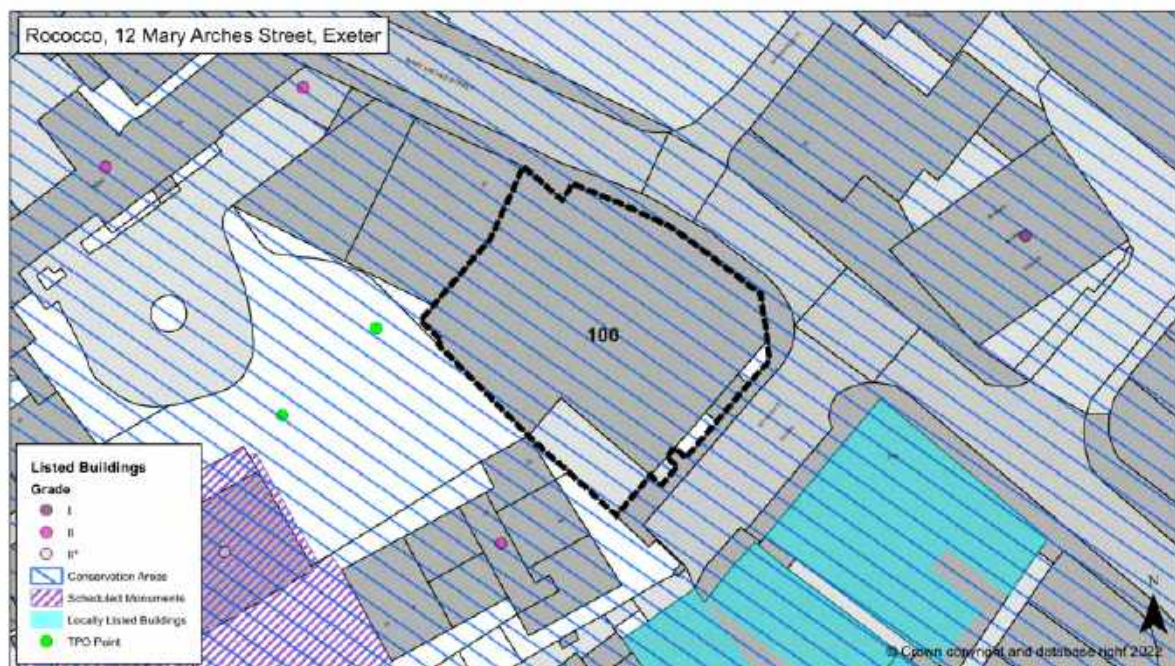 Rococco, 12 Mary Arches Street, Exeter
100
Listed Buildings
Grade
I
II
II*
Conservation Areas
Scheduled Monuments
Locally Listed Buildings
TPO Point
N
© Crown copyright and database right 2022